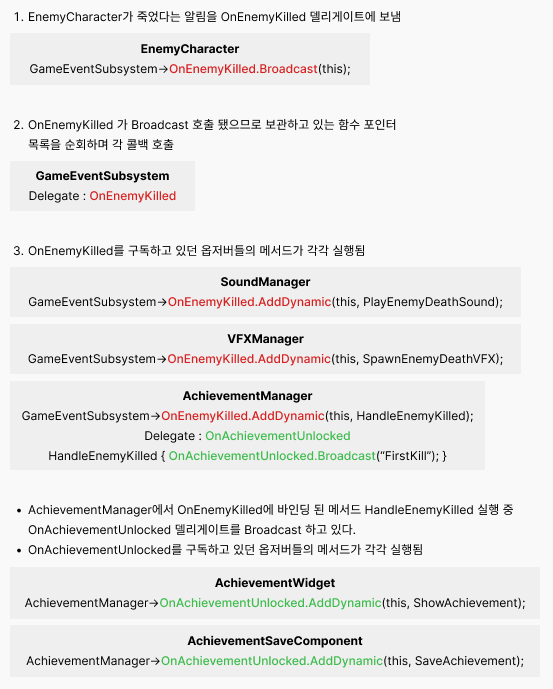 1. EnemyCharacter가 죽었다는 알림을 OnEnemyKilled 델리게이트에 보냄
EnemyCharacter
GameEventSubsystem→OnEnemyKilled.Broadcast(this);
2. OnEnemyKilled 가 Broadcast 호출 됐으므로 보관하고 있는 함수 포인터
목록을 순회하며 각 콜백 호출
GameEventSubsystem
Delegate : OnEnemyKilled
3. OnEnemyKilled를 구독하고 있던 옵저버들의 메서드가 각각 실행됨
SoundManager
GameEventSubsystem→OnEnemyKilled.AddDynamic(this, PlayEnemyDeathSound);
VFXManager
GameEventSubsystem→OnEnemyKilled.AddDynamic(this, SpawnEnemyDeathVFX);
AchievementManager
GameEventSubsystem→OnEnemyKilled.AddDynamic(this, HandleEnemyKilled);
Delegate : OnAchievementUnlocked
HandleEnemyKilled { OnAchievementUnlocked.Broadcast(“FirstKill”); }
• AchievementManager에서 OnEnemyKilled에 바인딩 된 메서드 HandleEnemyKilled 실행 중
OnAchievementUnlocked 델리게이트를 Broadcast 하고 있다.
• OnAchievementUnlocked를 구독하고 있던 옵저버들의 메서드가 각각 실행됨
AchievementWidget
AchievementManager→OnAchievementUnlocked.AddDynamic(this, ShowAchievement);
AchievementSaveComponent
AchievementManager→OnAchievementUnlocked.AddDynamic(this, SaveAchievement);